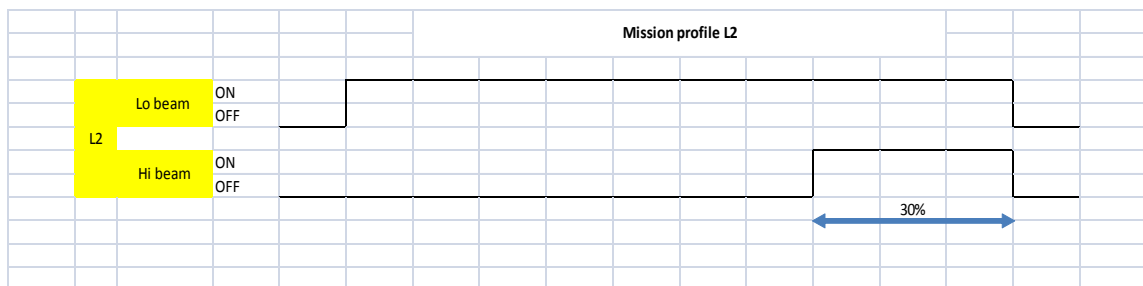 Mission profile L2
Lo beam
ON
OFF
L2
Hi beam
ON
OFF
30%